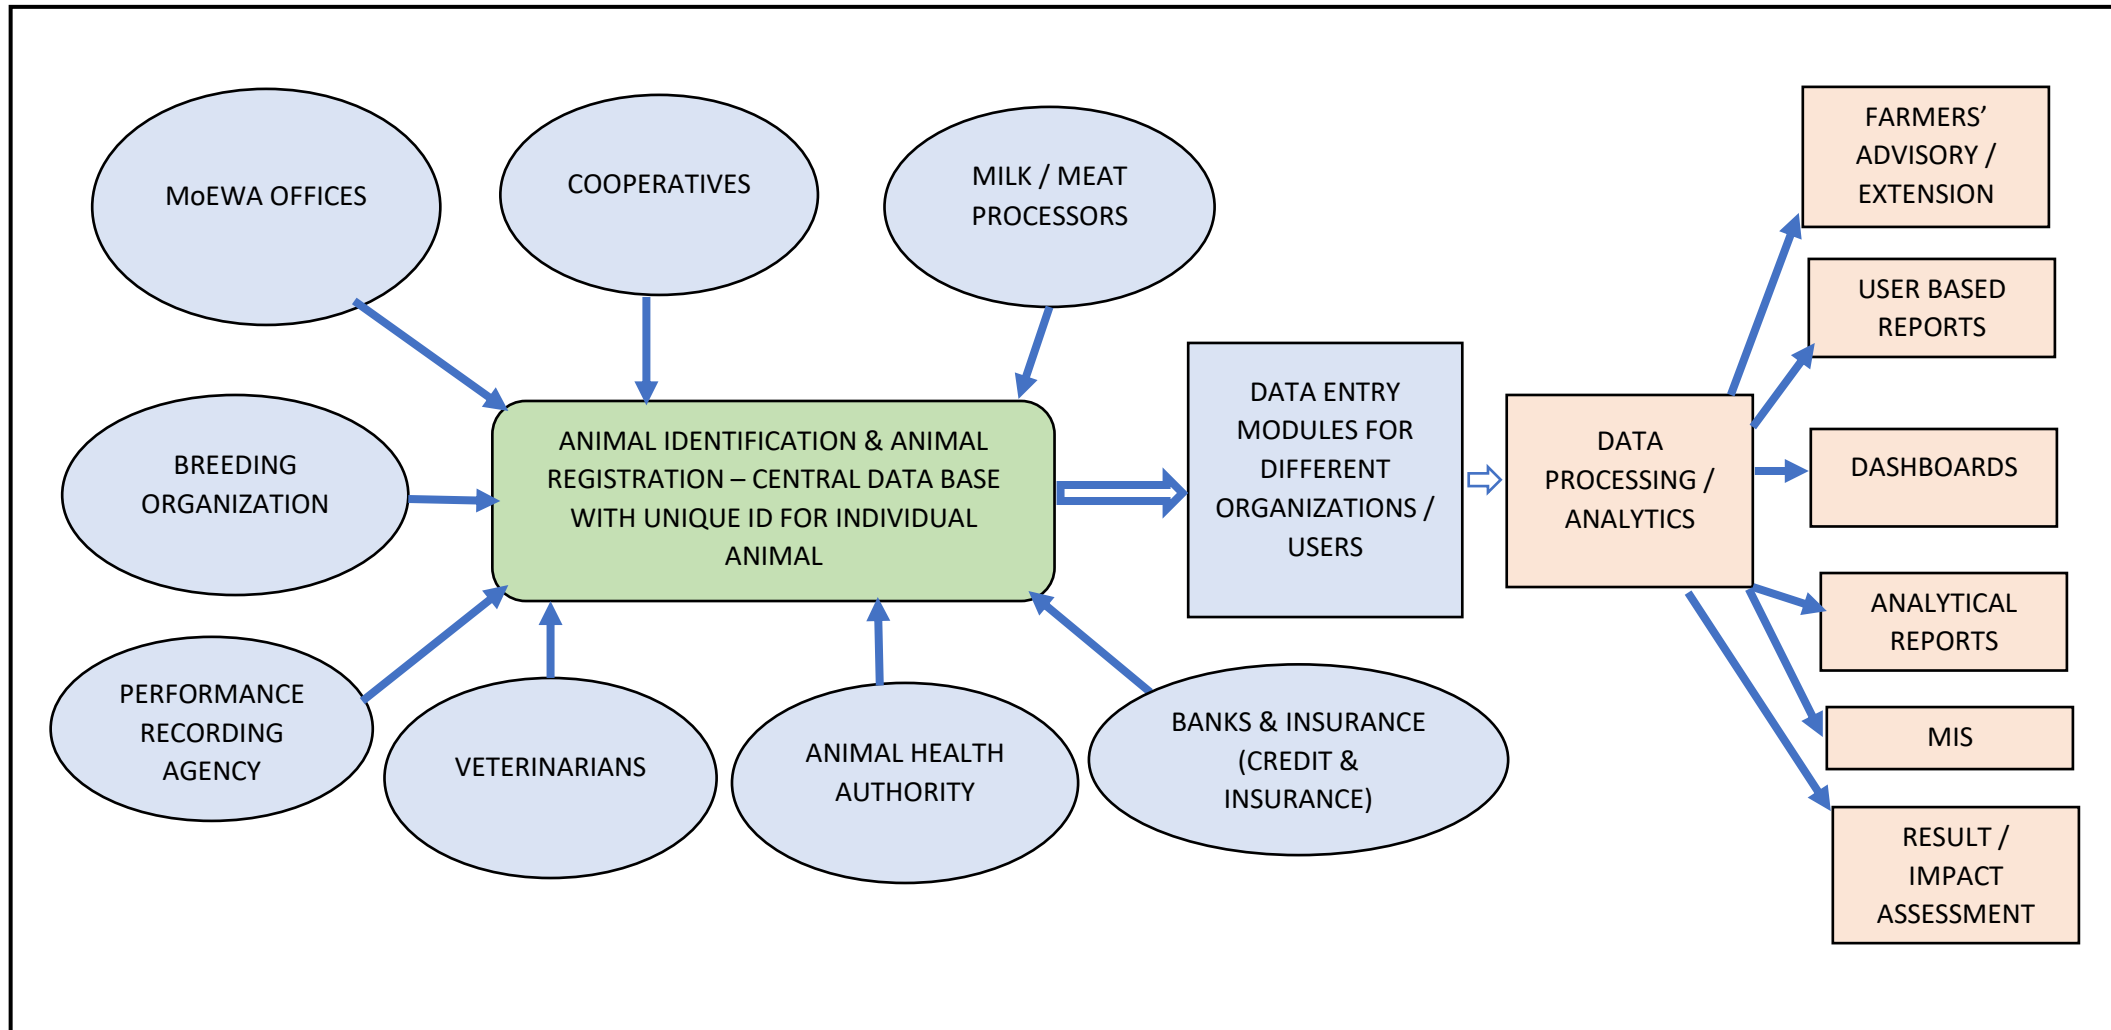 MoEWA OFFICES
COOPERATIVES
MILK / MEAT
PROCESSORS
BREEDING
ORGANIZATION
ANIMAL IDENTIFICATION & ANIMAL
REGISTRATION – CENTRAL DATA BASE
WITH UNIQUE ID FOR INDIVIDUAL
ANIMAL
PERFORMANCE
RECORDING
AGENCY
VETERINARIANS
ANIMAL HEALTH
AUTHORITY
BANKS & INSURANCE
(CREDIT &
INSURANCE)
DATA ENTRY
MODULES FOR
DIFFERENT
ORGANIZATIONS /
USERS
DATA
PROCESSING /
ANALYTICS
FARMERS’
ADVISORY /
EXTENSION
USER BASED
REPORTS
DASHBOARDS
ANALYTICAL
REPORTS
MIS
RESULT /
IMPACT
ASSESSMENT